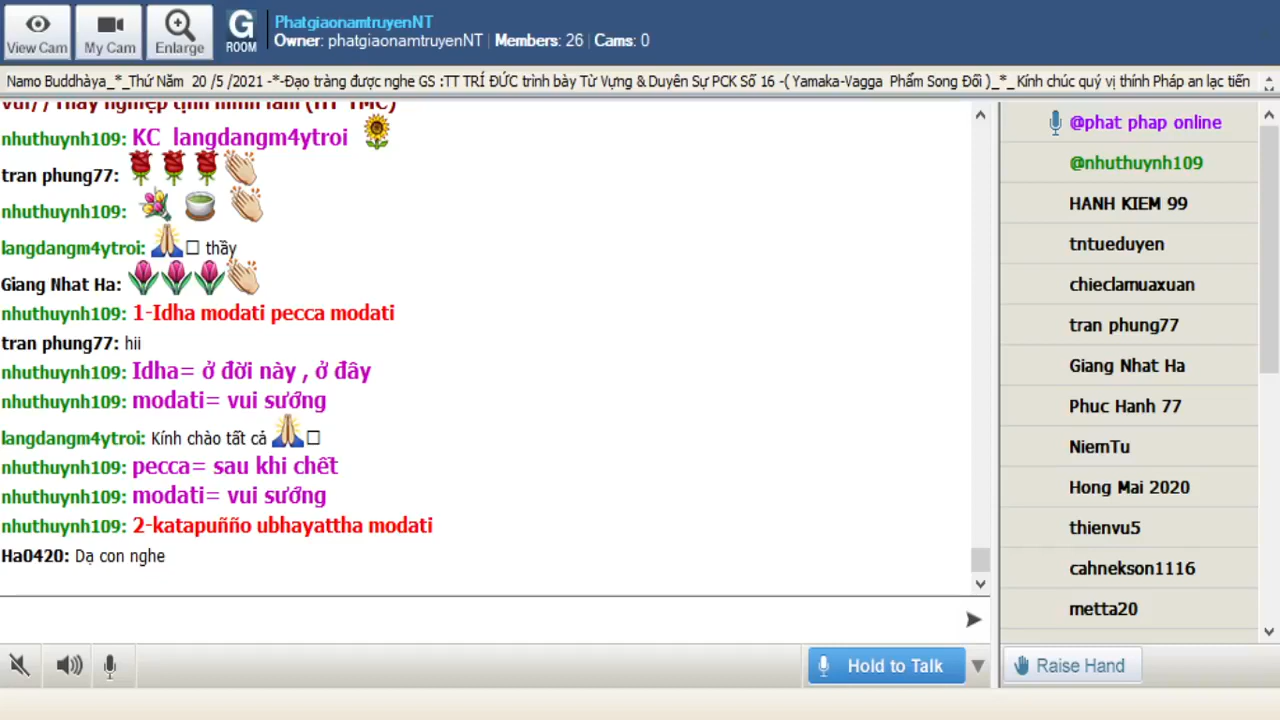 View Cam
My Cam
Enlarge
G
ROOM
PhatgiaonamtruyenNT
Owner: phatgiaonamtruyenNT | Members: 26 | Cams: 0
Namo Buddhàya_*_Thứ Năm 20 /5 /2021 -*-Đạo tràng được nghe GS :TT TRÍ ĐỨC trình bày Từ Vựng & Duyên Sự PCK Số 16 -( Yamaka-Vagga Phẩm Song Đối )_*_ Kính chúc quý vị thính Pháp an lạc tiến
nhuthuynh109: KC langdangm4ytroi
tran phung77:
nhuthuynh109:
langdangm4ytroi: thầy
Giang Nhat Ha:
nhuthuynh109: 1-Idha modati pecca modati
tran phung77: hii
nhuthuynh109: Idha= ở đời này , ở đây
nhuthuynh109: modati= vui sướng
langdangm4ytroi: Kính chào tất cả
nhuthuynh109: pecca= sau khi chết
nhuthuynh109: modati= vui sướng
nhuthuynh109: 2-katapuñño ubhayattha modati
Ha0420: Dạ con nghe
@phat phap online
@nhuthuynh109
HANH KIEM 99
tntueduyen
chieclamuaxuan
tran phung77
Giang Nhat Ha
Phuc Hanh 77
NiemTu
Hong Mai 2020
thienvu5
cahnekson1116
metta20
Hold to Talk
Raise Hand